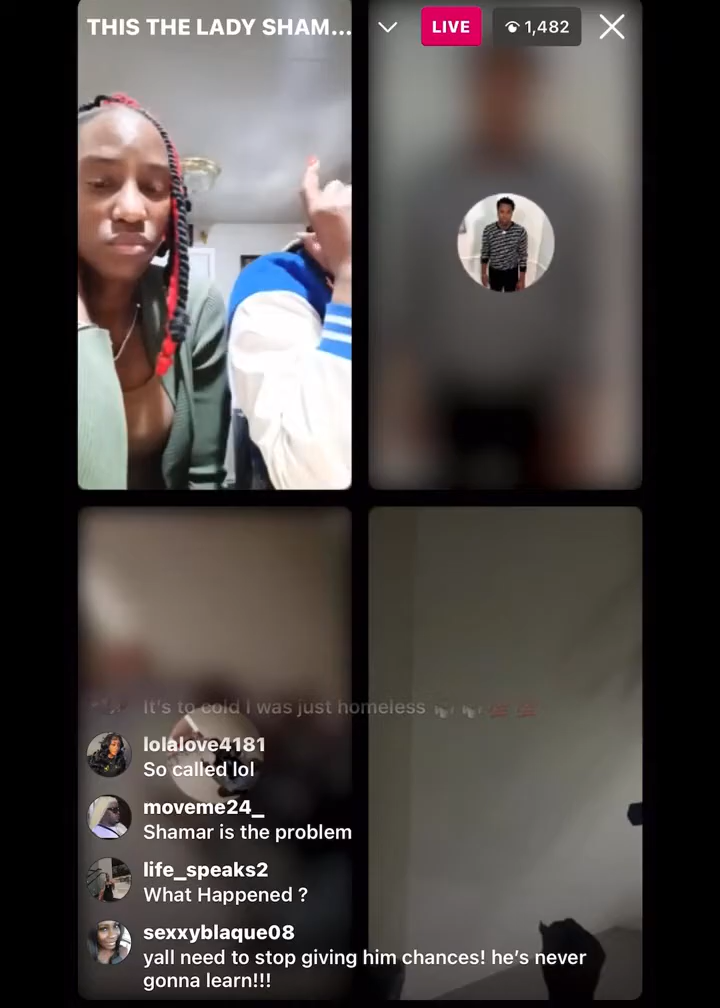 THIS THE LADY SHAM...
LIVE
1,482
It's to cold I was just homeless
lolalove4181
So called lol
moveme24_
Shamar is the problem
life_speaks2
What Happened ?
sexxyblaque08
yall need to stop giving him chances! he's never
gonna learn!!!